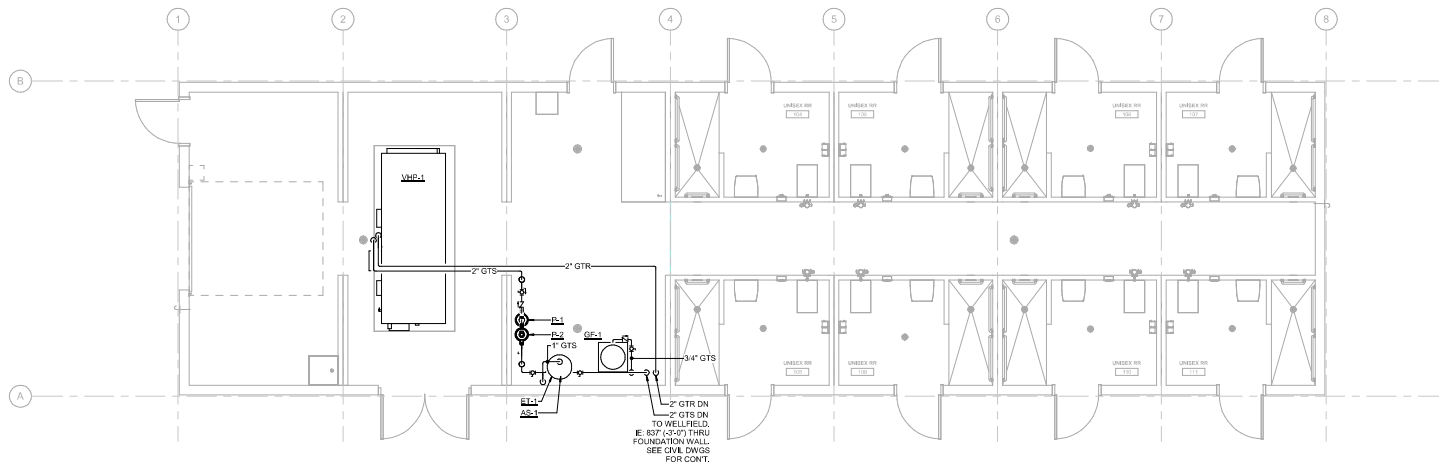 1 2 3 4 5 6 7 8
B
UNISEX RR
UNISEX RR
UNISEX RR
UNISEX RR
107
VHP-1
2" GTS
2" GTR
P-1
P-2
GF-1
1" GTS
3/4" GTS
UNISEX RR
UNISEX RR
UNISEX RR
UNISEX RR
A
ET-1
AS-1
2" GTR DN
2" GTS DN
TO WELLFIELD.
IE: 837' (-3'-0") THRU
FOUNDATION WALL.
SEE CIVIL DWGS
FOR CON'T.